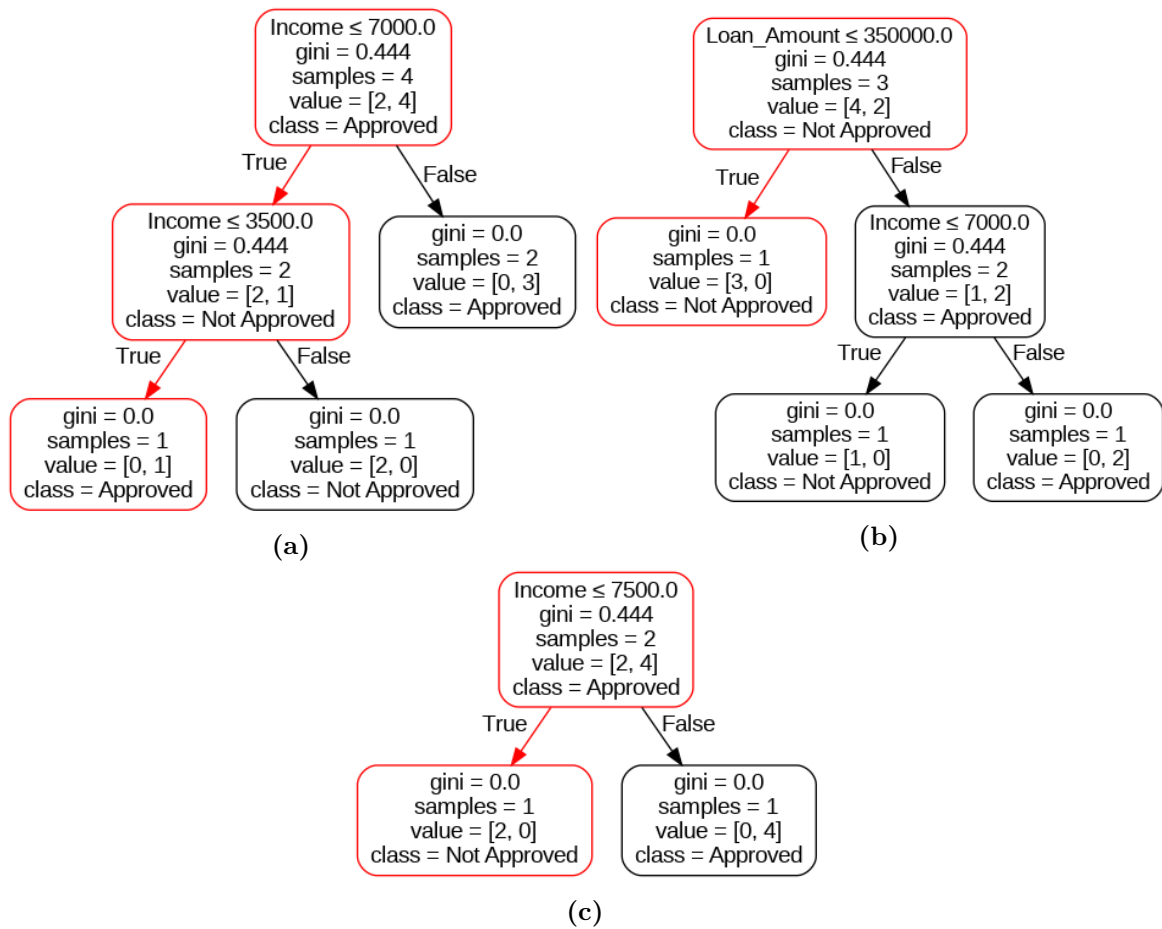 Income ≤ 7000.0
gini = 0.444
samples = 4
value = [2, 4]
class = Approved
True
False
Income ≤ 3500.0
gini = 0.444
samples = 2
value = [2, 1]
class = Not Approved
gini = 0.0
samples = 2
value = [0, 3]
class = Approved
True
False
gini = 0.0
samples = 1
value = [0, 1]
class = Approved
gini = 0.0
samples = 1
value = [2, 0]
class = Not Approved
(a)
Loan_Amount ≤ 350000.0
gini = 0.444
samples = 3
value = [4, 2]
class = Not Approved
True
False
gini = 0.0
samples = 1
value = [3, 0]
class = Not Approved
Income ≤ 7000.0
gini = 0.444
samples = 2
value = [1, 2]
class = Approved
True
False
gini = 0.0
samples = 1
value = [1, 0]
class = Not Approved
gini = 0.0
samples = 1
value = [0, 2]
class = Approved
(b)
Income ≤ 7500.0
gini = 0.444
samples = 2
value = [2, 4]
class = Approved
True
False
gini = 0.0
samples = 1
value = [2, 0]
class = Not Approved
gini = 0.0
samples = 1
value = [0, 4]
class = Approved
(c)